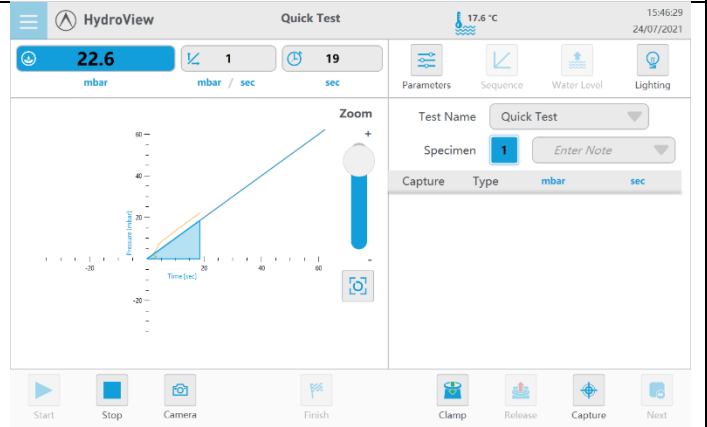 HydroView
Quick Test
17.6 °C
15:46:29
24/07/2021
22.6
mbar
1
mbar / sec
19
sec
Parameters
Sequence
Water Level
Lighting
Zoom
+
-
60
40
20
-20
20
40
60
-20
Pressure [mbar]
Time [sec]
Test Name Quick Test
Specimen 1 Enter Note
Capture Type mbar sec
Start
Stop
Camera
Finish
Clamp
Release
Capture
Next